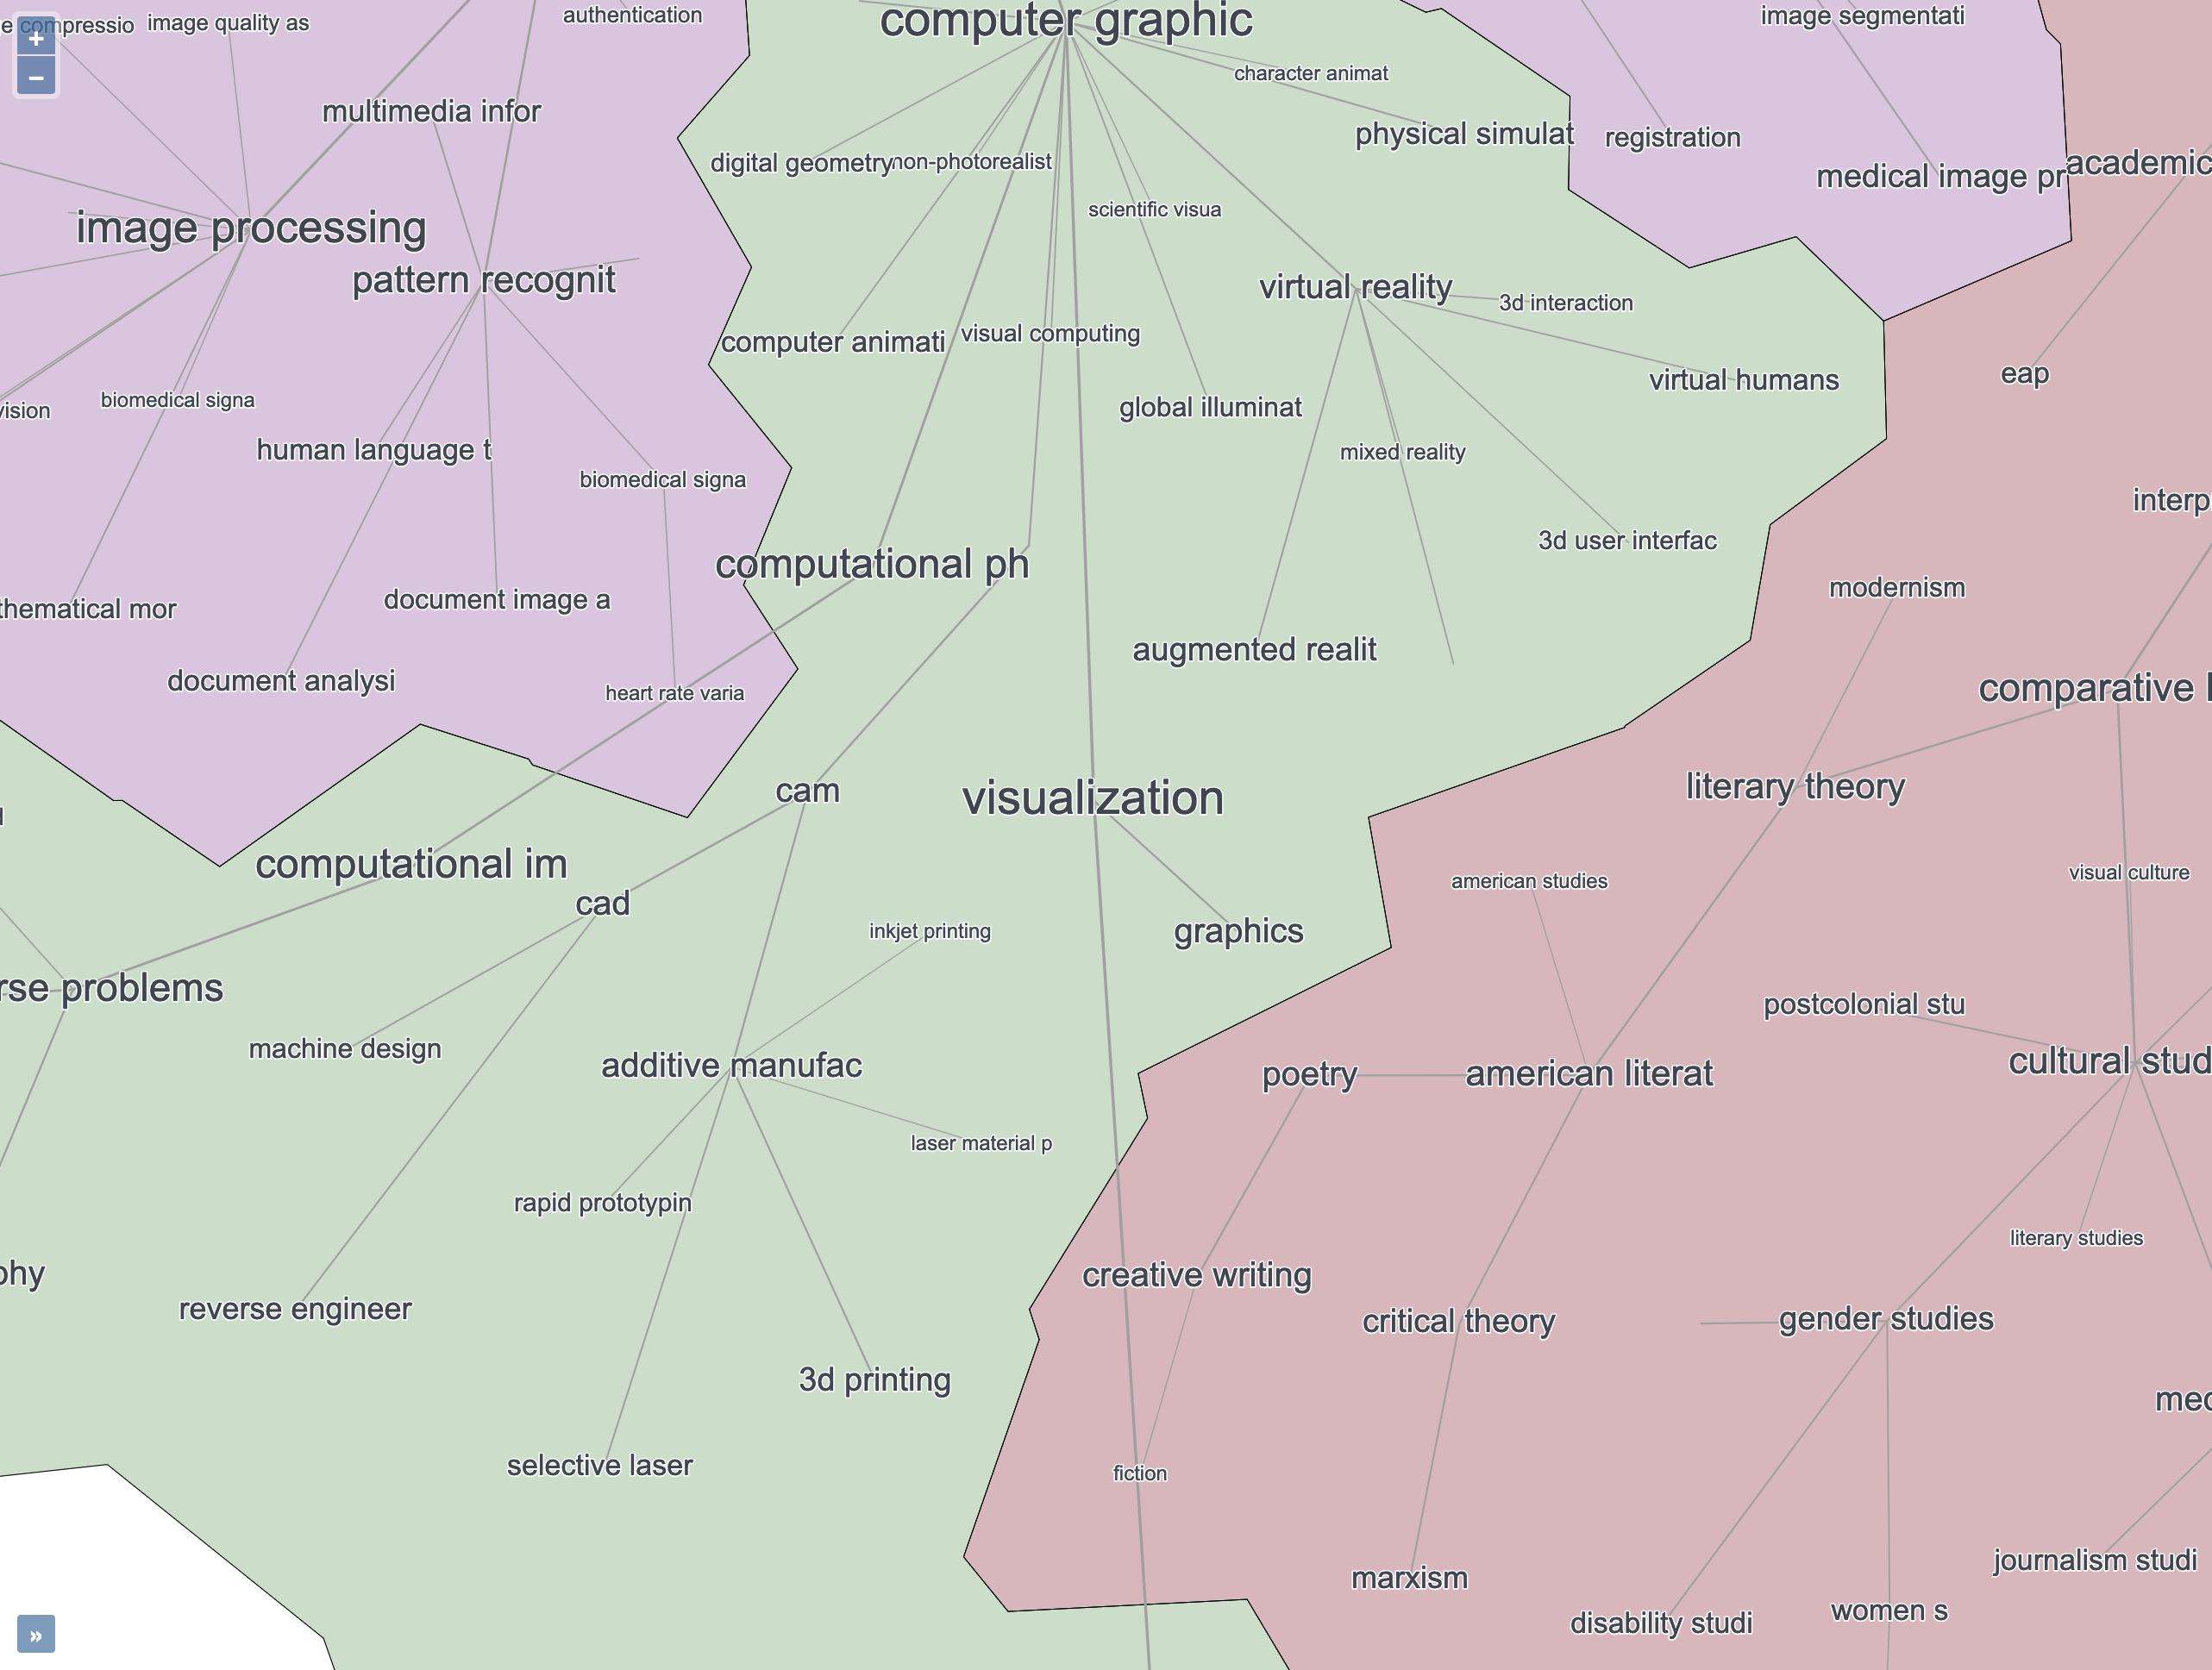 computer graphic
authentication
image segmentati
e compressio
image quality as
+
−
character animat
multimedia infor
physical simulat
registration
digital geometry
non-photorealist
academic
medical image pr
scientific visua
image processing
pattern recognit
virtual reality
3d interaction
visual computing
computer animati
eap
virtual humans
biomedical signa
vision
global illuminat
human language t
mixed reality
biomedical signa
interp
3d user interfac
computational ph
modernism
document image a
thematical mor
augmented realit
document analysi
heart rate varia
comparative l
literary theory
cam
visualization
computational im
visual culture
american studies
cad
inkjet printing
graphics
rse problems
postcolonial stu
machine design
cultural stud
additive manufac
poetry
american literat
laser material p
rapid prototypin
literary studies
phy
creative writing
reverse engineer
critical theory
gender studies
3d printing
med
selective laser
fiction
journalism studi
marxism
women s
disability studi
»